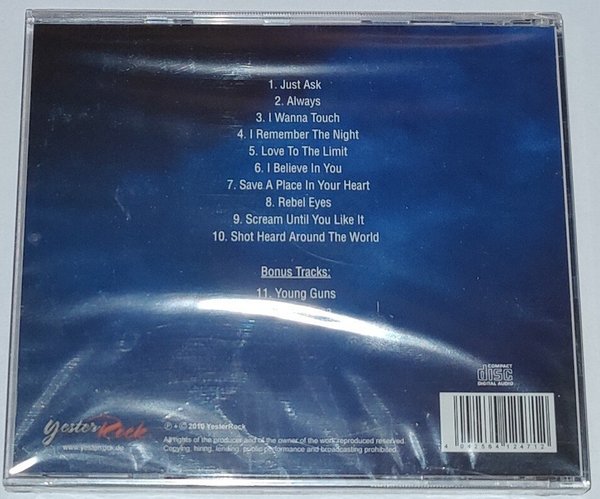 1. Just Ask
2. Always
3. I Wanna Touch
4. I Remember The Night
5. Love To The Limit
6. I Believe In You
7. Save A Place In Your Heart
8. Rebel Eyes
9. Scream Until You Like It
10. Shot Heard Around The World
Bonus Tracks:
11. Young Guns
COMPACT
disc
DIGITAL AUDIO
YesterRock
www.yesterrock.de
℗ + © 2010 YesterRock
All rights of the producer and of the owner of the work reproduced reserved.
Copying, hiring, lending, public performance and broadcasting prohibited.
4 042564 124712